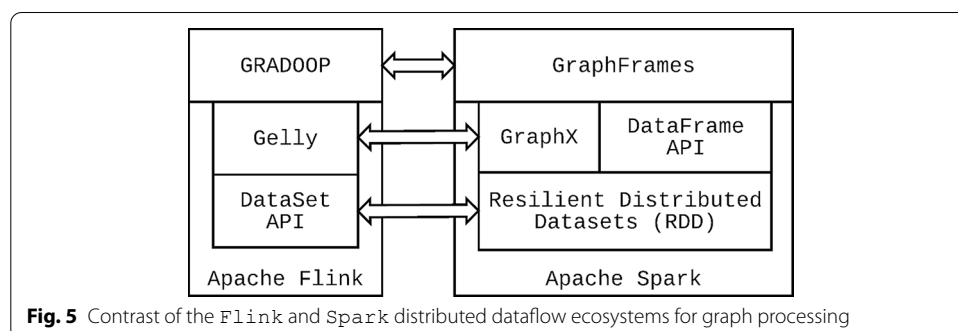 GRADOOP
GraphFrames
Gelly
GraphX
DataFrame
API
DataSet
API
Resilient Distributed
Datasets (RDD)
Apache Flink
Apache Spark
Fig. 5 Contrast of the Flink and Spark distributed dataflow ecosystems for graph processing